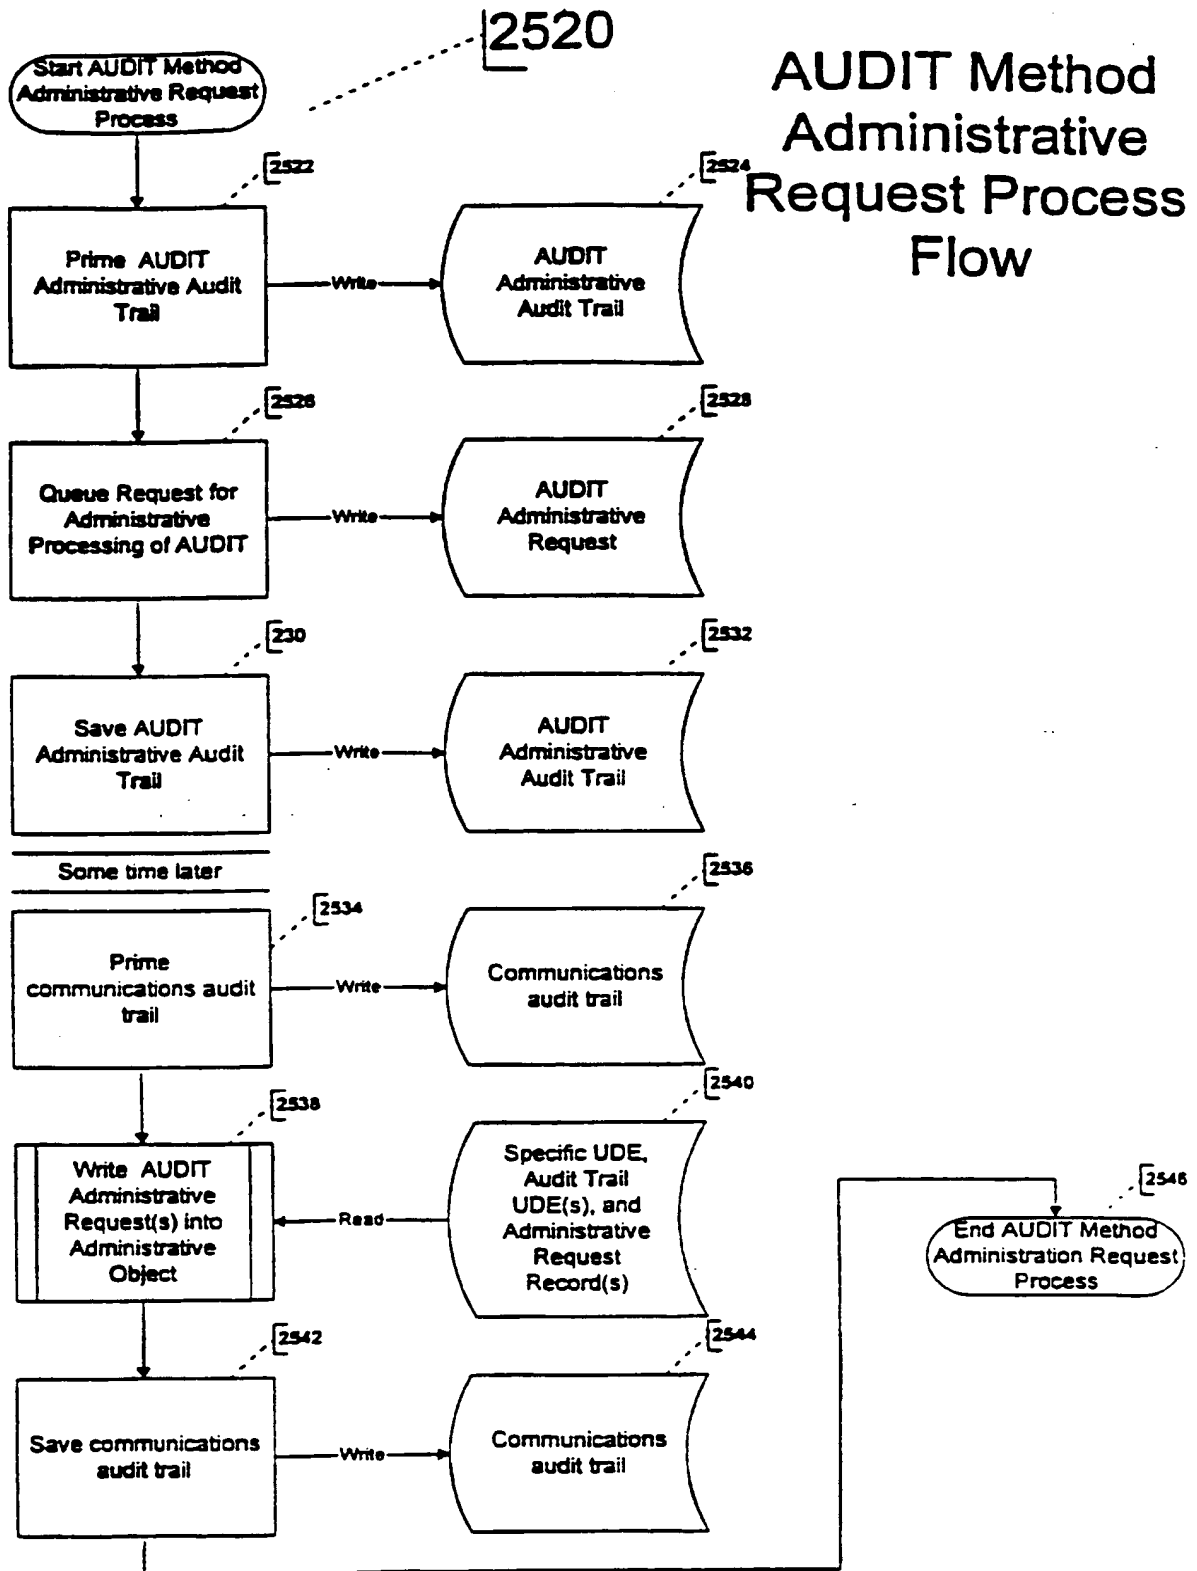 2520
AUDIT Method
Administrative
Request Process
Flow
Start AUDIT Method
Administrative Request
Process
2522
Prime AUDIT
Administrative Audit
Trail
Write
2524
AUDIT
Administrative
Audit Trail
2526
Queue Request for
Administrative
Processing of AUDIT
Write
2528
AUDIT
Administrative
Request
230
Save AUDIT
Administrative Audit
Trail
Write
2532
AUDIT
Administrative
Audit Trail
Some time later
2534
Prime
communications audit
trail
Write
2536
Communications
audit trail
2538
Write AUDIT
Administrative
Request(s) into
Administrative
Object
Read
2540
Specific UDE,
Audit Trail
UDE(s), and
Administrative
Request
Record(s)
2542
Save communications
audit trail
Write
2544
Communications
audit trail
2546
End AUDIT Method
Administration Request
Process